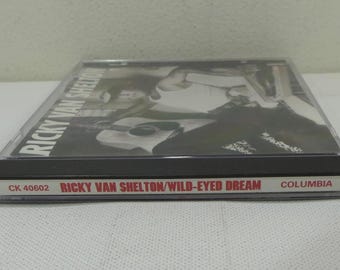 RICKY VAN SHELTON
CK 40602 RICKY VAN SHELTON/WILD-EYED DREAM COLUMBIA